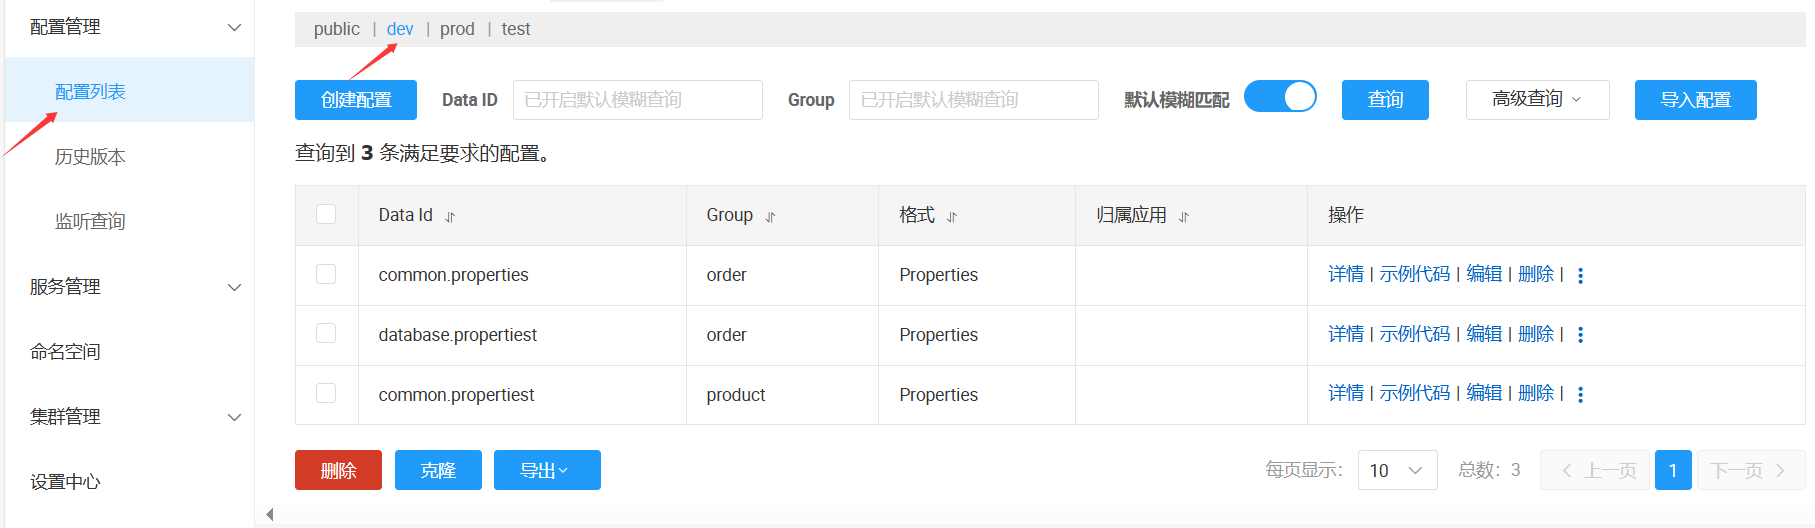 配置管理
配置列表
历史版本
监听查询
服务管理
命名空间
集群管理
设置中心
public | dev | prod | test
创建配置 Data ID 已开启默认模糊查询 Group 已开启默认模糊查询 默认模糊匹配 查询 高级查询 导入配置
查询到 3 条满足要求的配置。
Data Id Group 格式 归属应用 操作
common.properties order Properties 详情 | 示例代码 | 编辑 | 删除 |
database.propertiest order Properties 详情 | 示例代码 | 编辑 | 删除 |
common.propertiest product Properties 详情 | 示例代码 | 编辑 | 删除 |
删除 克隆 导出 每页显示: 10 总数: 3 上一页 1 下一页